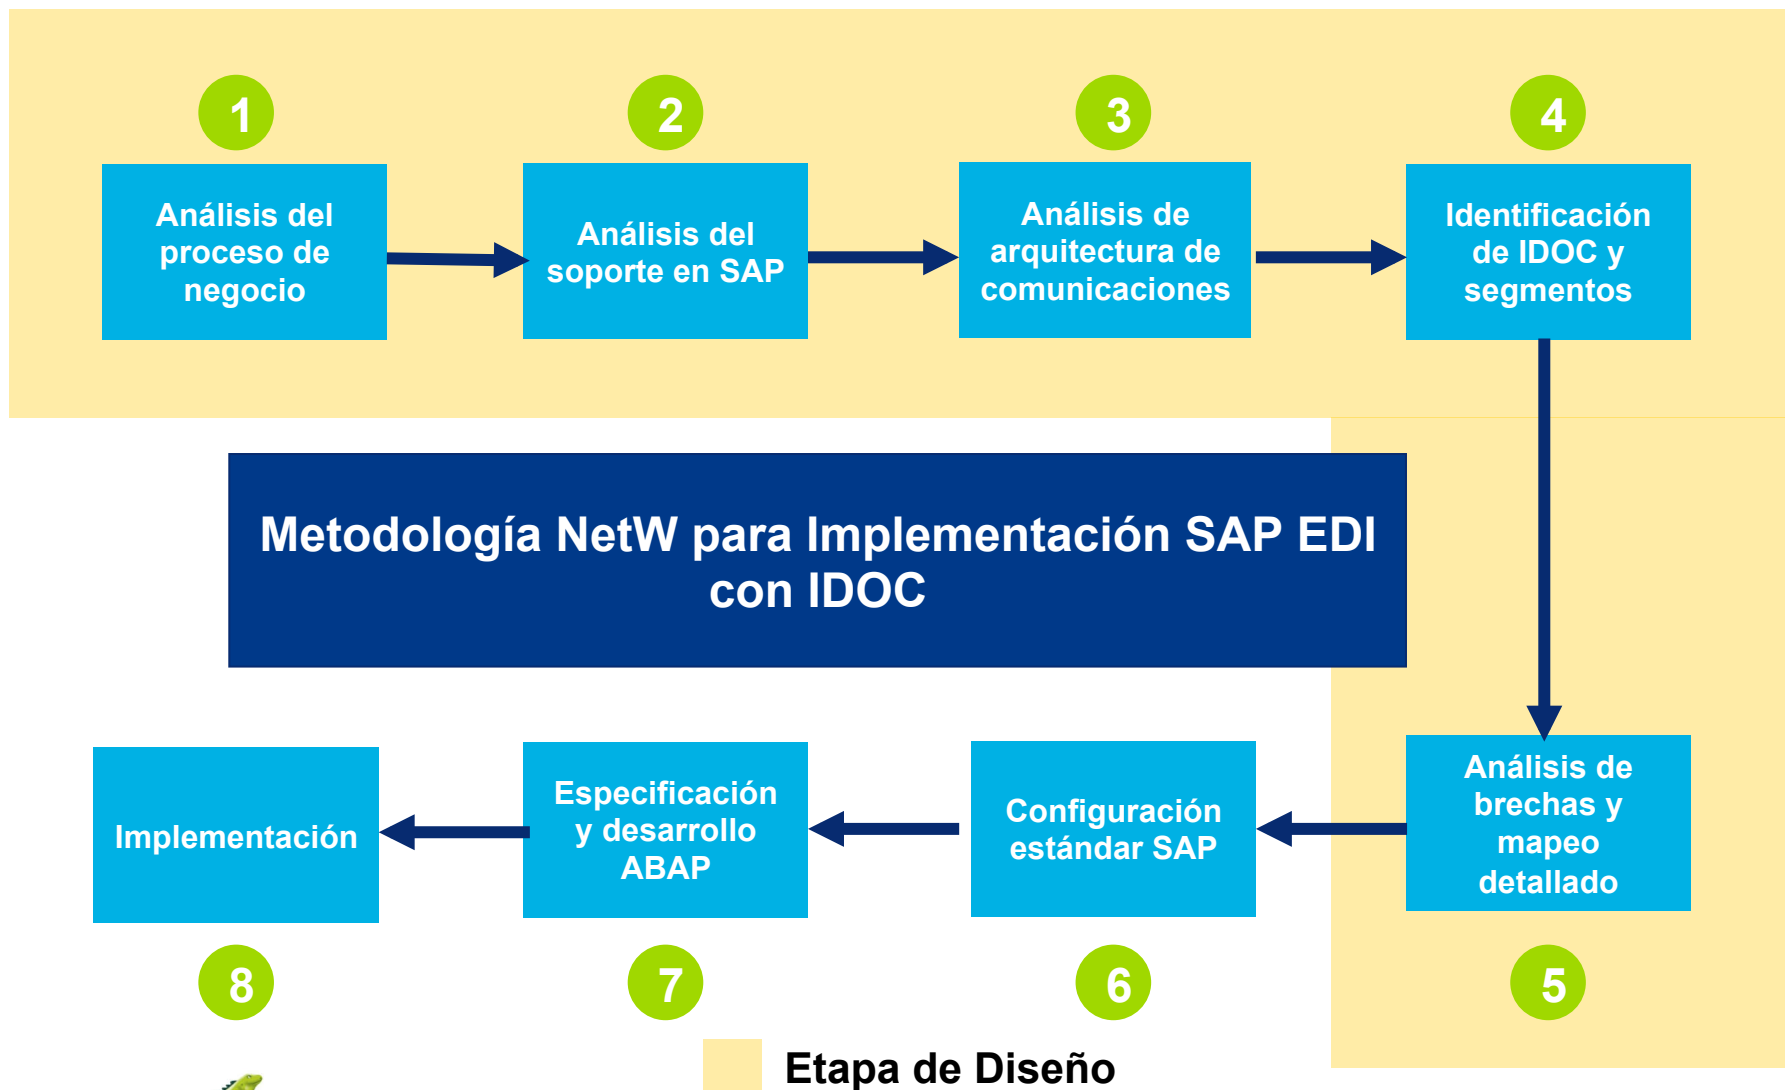 1
2
3
4
Análisis del
proceso de
negocio
Análisis del
soporte en SAP
Análisis de
arquitectura de
comunicaciones
Identificación
de IDOC y
segmentos
Metodología NetW para Implementación SAP EDI
con IDOC
Implementación
Especificación
y desarrollo
ABAP
Configuración
estándar SAP
Análisis de
brechas y
mapeo
detallado
8
7
6
5
Etapa de Diseño